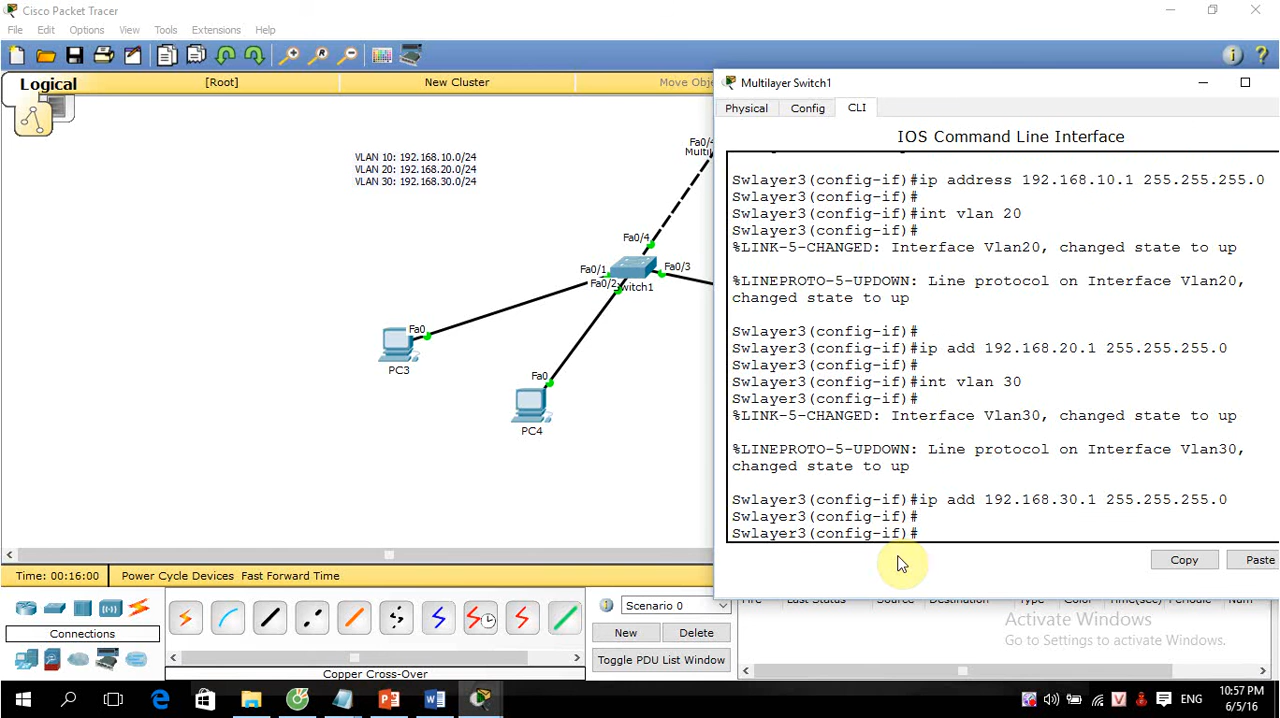 Cisco Packet Tracer
File Edit Options View Tools Extensions Help
Logical
[Root]
New Cluster
Move Obj
VLAN 10: 192.168.10.0/24
VLAN 20: 192.168.20.0/24
VLAN 30: 192.168.30.0/24
Fa0/4
Multil
Fa0/4
Fa0/1
Fa0/3
Fa0/2
Switch1
Fa0
PC3
Fa0
PC4
Multilayer Switch1
Physical Config CLI
IOS Command Line Interface
Swlayer3(config-if)#ip address 192.168.10.1 255.255.255.0
Swlayer3(config-if)#
Swlayer3(config-if)#int vlan 20
Swlayer3(config-if)#
%LINK-5-CHANGED: Interface Vlan20, changed state to up
%LINEPROTO-5-UPDOWN: Line protocol on Interface Vlan20,
changed state to up
Swlayer3(config-if)#
Swlayer3(config-if)#ip add 192.168.20.1 255.255.255.0
Swlayer3(config-if)#
Swlayer3(config-if)#int vlan 30
Swlayer3(config-if)#
%LINK-5-CHANGED: Interface Vlan30, changed state to up
%LINEPROTO-5-UPDOWN: Line protocol on Interface Vlan30,
changed state to up
Swlayer3(config-if)#ip add 192.168.30.1 255.255.255.0
Swlayer3(config-if)#
Swlayer3(config-if)#
Copy Paste
Time: 00:16:00 Power Cycle Devices Fast Forward Time
Connections
Copper Cross-Over
Scenario 0
New Delete
Toggle PDU List Window
Fire Last Status Source Destination Type Color Time(sec) Periodic Num
Activate Windows
Go to Settings to activate Windows.
ENG
10:57 PM
6/5/16